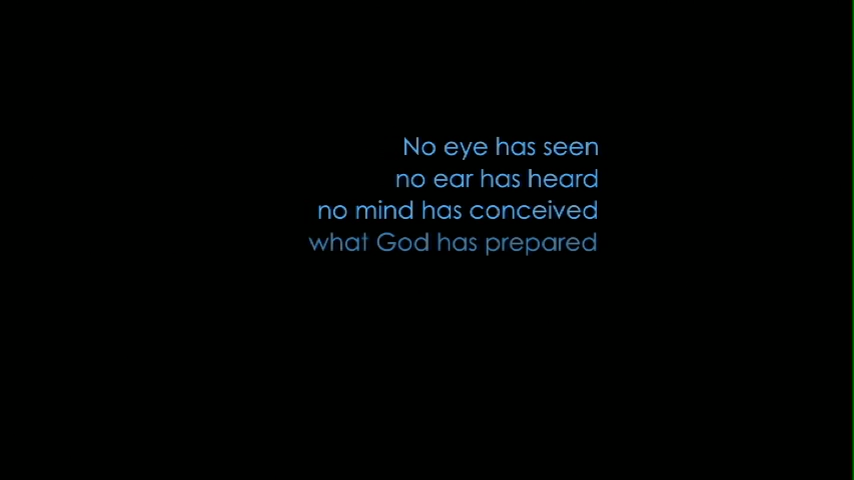 No eye has seen
no ear has heard
no mind has conceived
what God has prepared